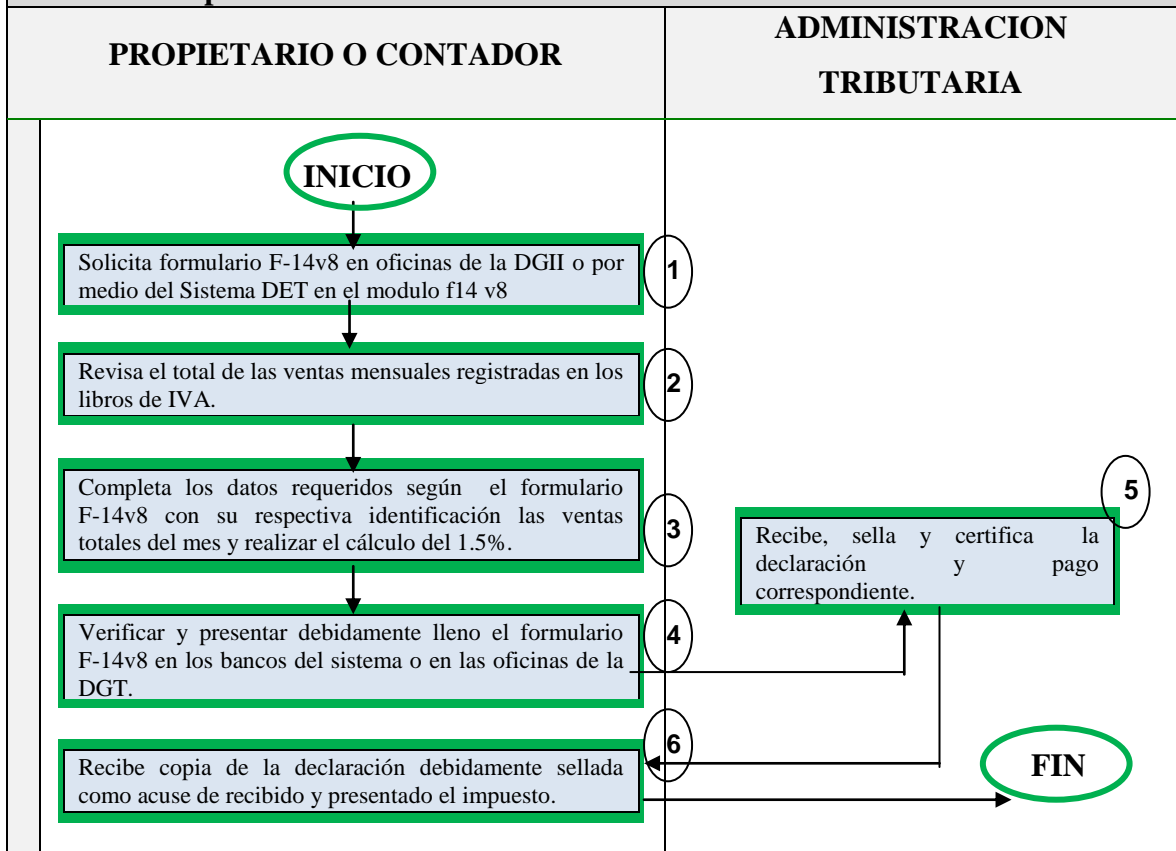 PROPIETARIO O CONTADOR
ADMINISTRACION
TRIBUTARIA
INICIO
Solicita formulario F-14v8 en oficinas de la DGII o por
medio del Sistema DET en el modulo f14 v8
1
Revisa el total de las ventas mensuales registradas en los
libros de IVA.
2
Completa los datos requeridos según el formulario
F-14v8 con su respectiva identificación las ventas
totales del mes y realizar el cálculo del 1.5%.
3
Verificar y presentar debidamente lleno el formulario
F-14v8 en los bancos del sistema o en las oficinas de la
DGT.
4
5
Recibe, sella y certifica la
declaración y pago
correspondiente.
6
Recibe copia de la declaración debidamente sellada
como acuse de recibido y presentado el impuesto.
FIN